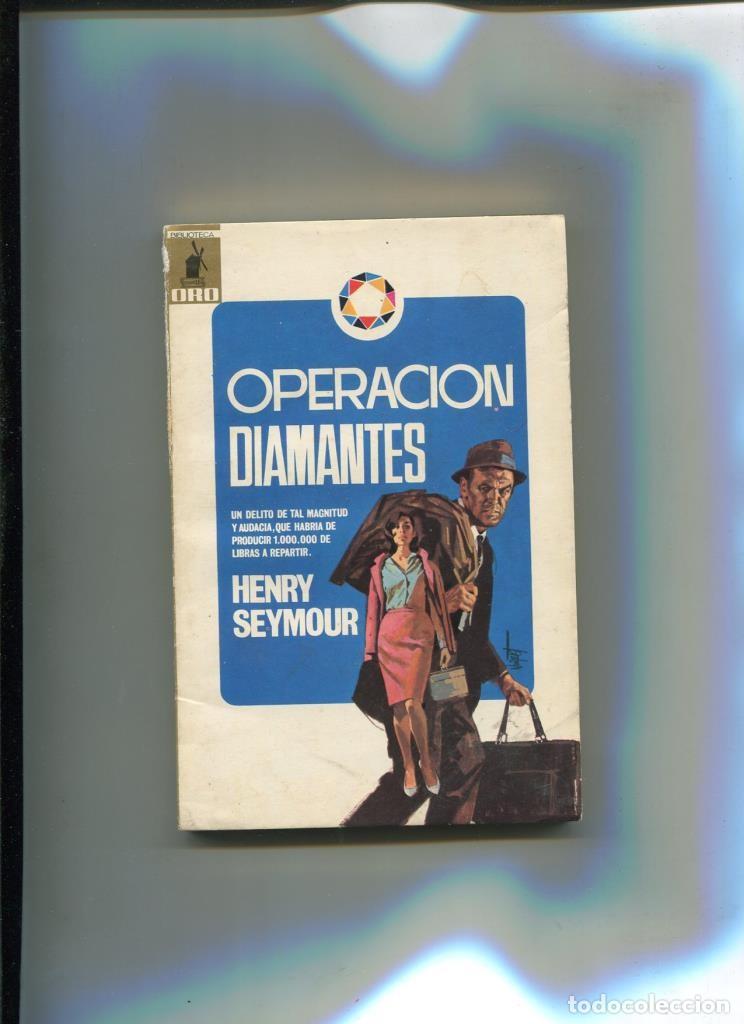 BIBLIOTECA
ORO
OPERACION
DIAMANTES
UN DELITO DE TAL MAGNITUD
Y AUDACIA, QUE HABRIA DE
PRODUCIR 1.000.000 DE
LIBRAS A REPARTIR.
HENRY
SEYMOUR
todocoleccion